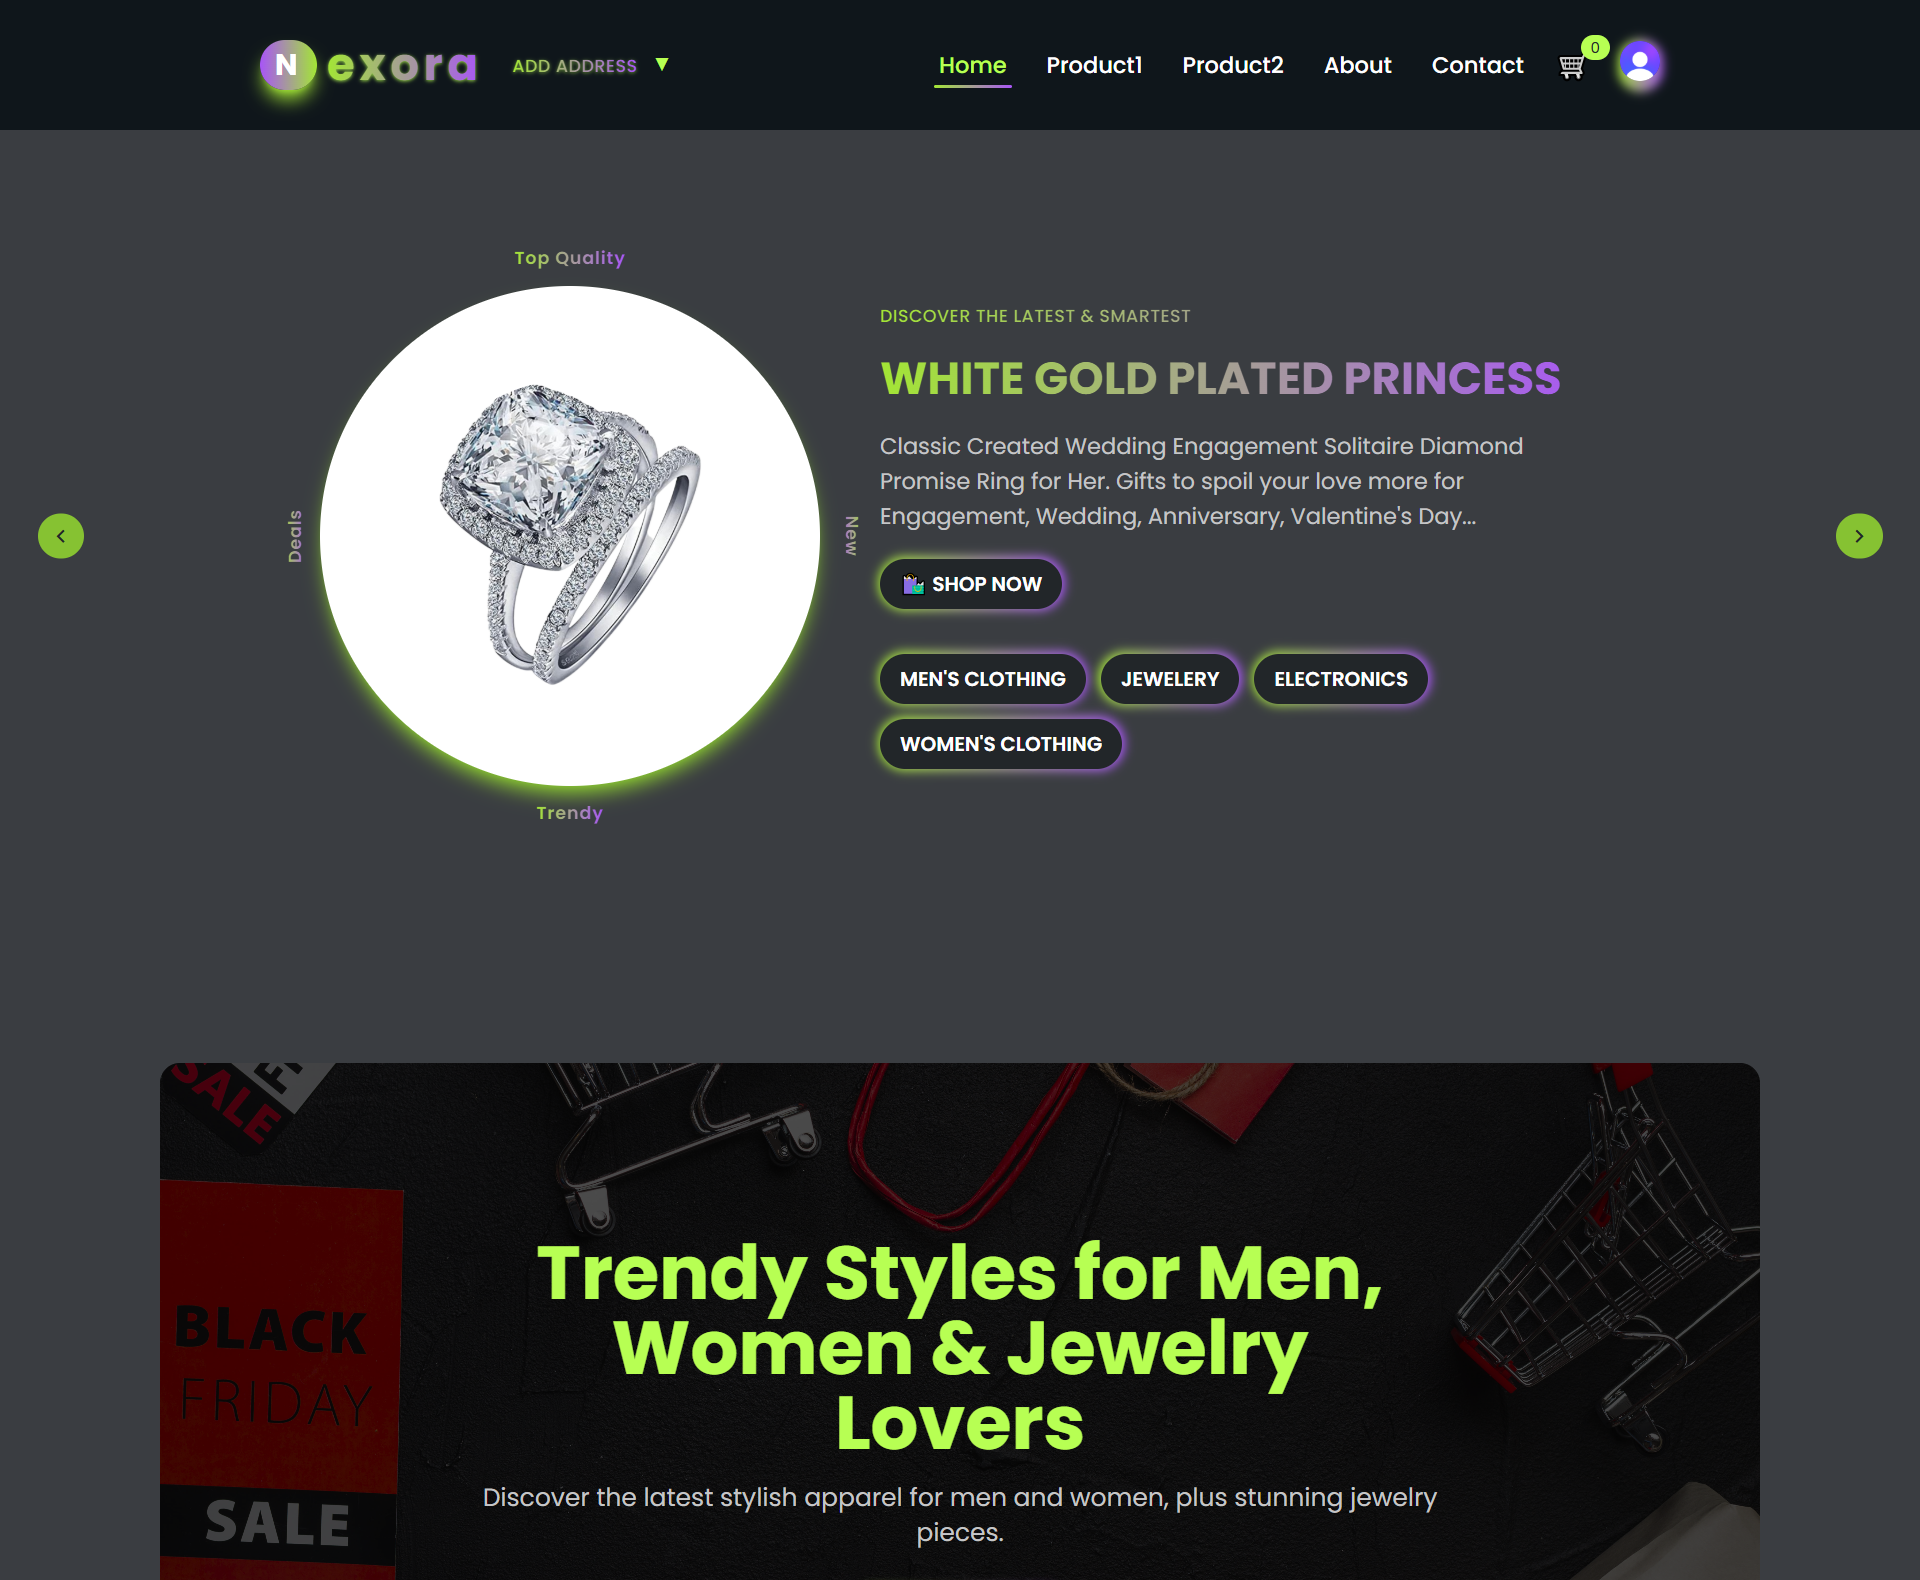 Nexora
ADD ADDRESS ▼
Home
Product1
Product2
About
Contact
0
Top Quality
Deals
New
Trendy
DISCOVER THE LATEST & SMARTEST
WHITE GOLD PLATED PRINCESS
Classic Created Wedding Engagement Solitaire Diamond
Promise Ring for Her. Gifts to spoil your love more for
Engagement, Wedding, Anniversary, Valentine's Day...
SHOP NOW
MEN'S CLOTHING
JEWELERY
ELECTRONICS
WOMEN'S CLOTHING
SALE
BLACK
FRIDAY
SALE
Trendy Styles for Men,
Women & Jewelry
Lovers
Discover the latest stylish apparel for men and women, plus stunning jewelry
pieces.